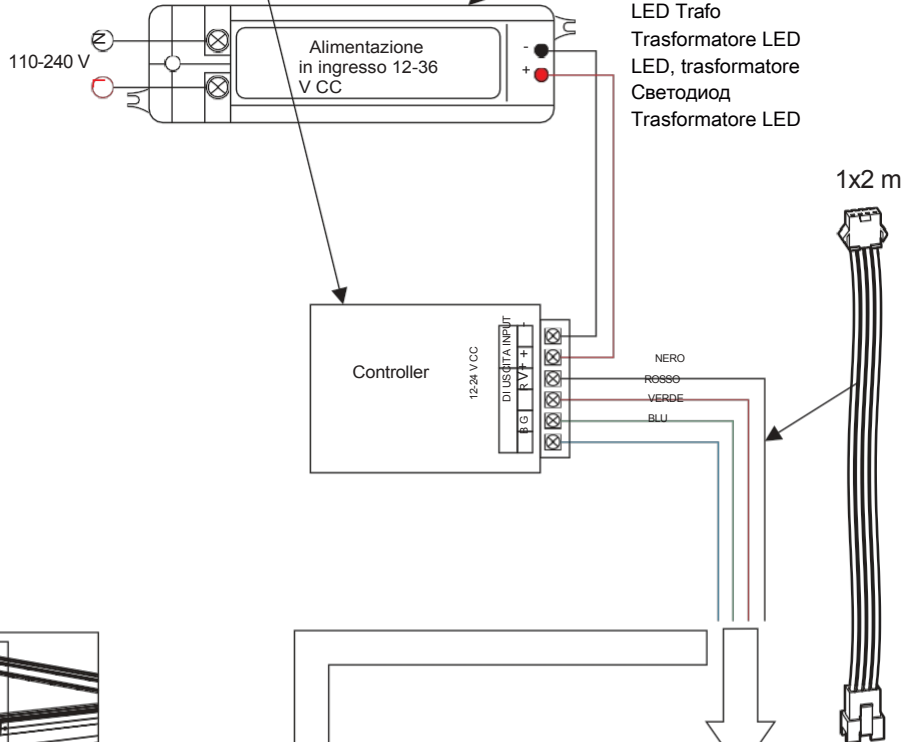 LED Trafo
Trasformatore LED
LED, trasformatore
Светодиод
Trasformatore LED
N
110-240 V
L
Alimentazione
in ingresso 12-36
V CC
-
+
1x2 m
Controller
12-24 V CC
DI USCITA INPUT
B G R V+ + -
NERO
ROSSO
VERDE
BLU